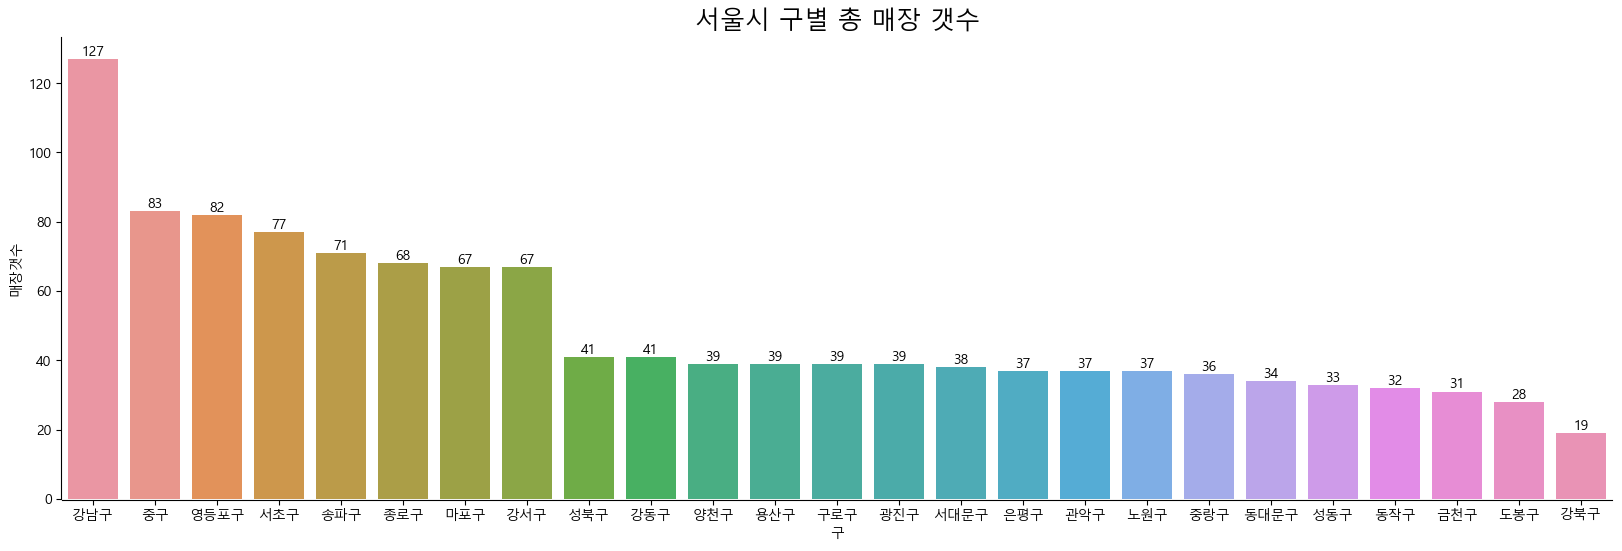 서울시 구별 총 매장 갯수
매장갯수
120
100
80
60
40
20
0
127 83 82 77 71 68 67 67 41 41 39 39 39 39 38 37 37 37 36 34 33 32 31 28 19
강남구 중구 영등포구 서초구 송파구 종로구 마포구 강서구 성북구 강동구 양천구 용산구 구로구 광진구 서대문구 은평구 관악구 노원구 중랑구 동대문구 성동구 동작구 금천구 도봉구 강북구
구